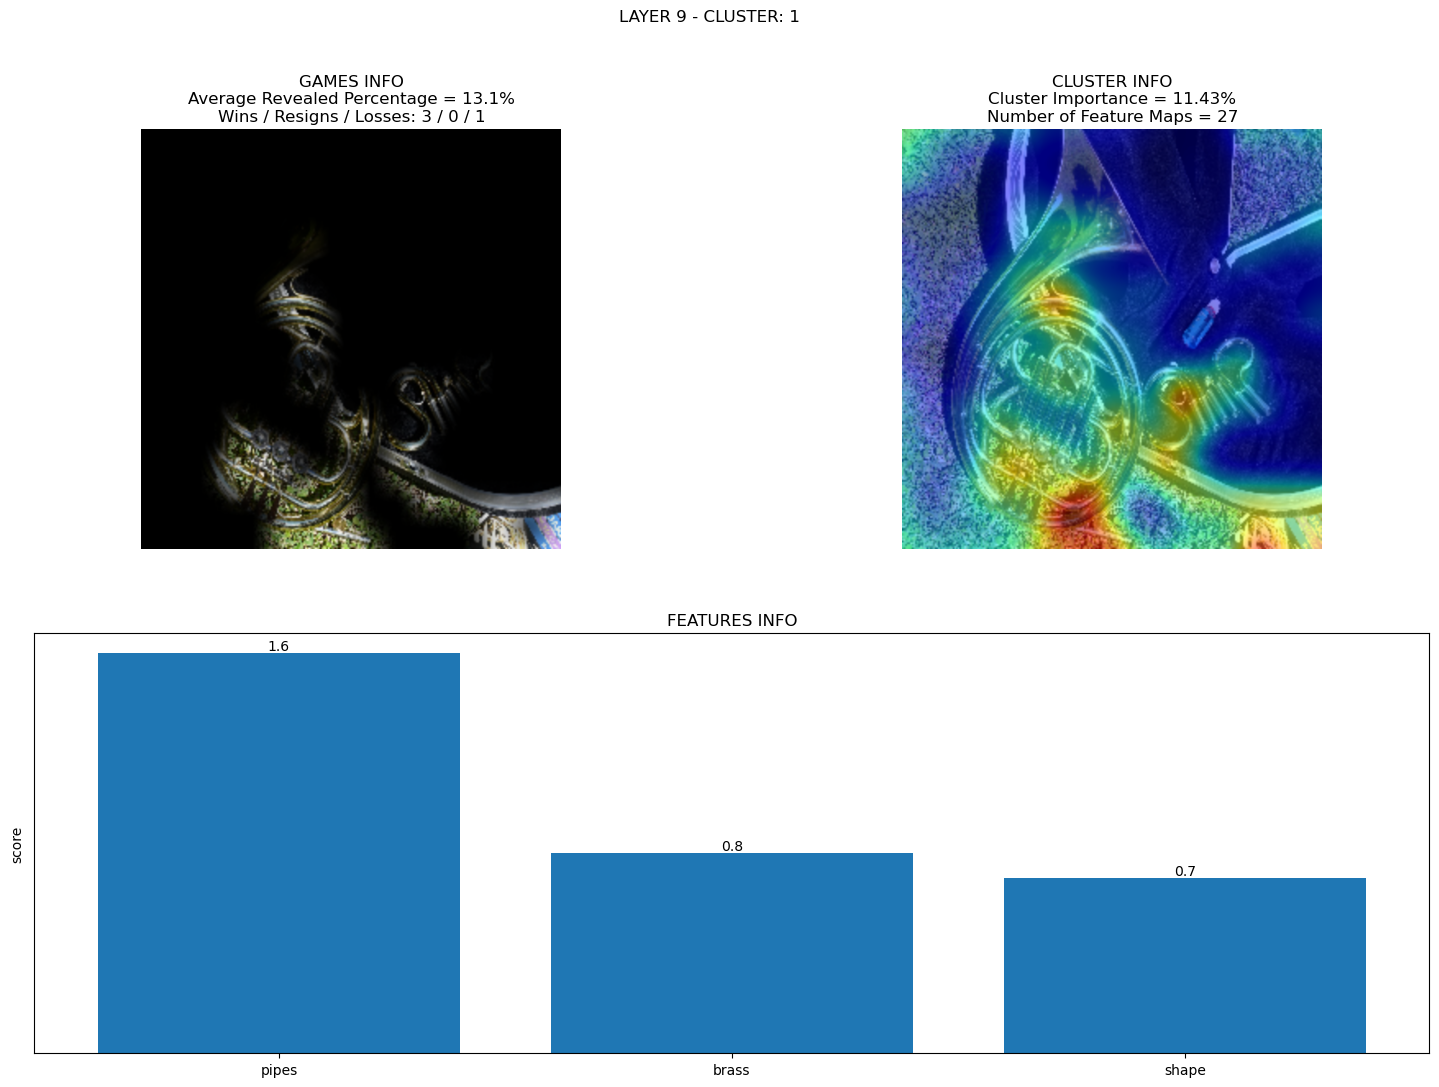 LAYER 9 - CLUSTER: 1
GAMES INFO
Average Revealed Percentage = 13.1%
Wins / Resigns / Losses: 3 / 0 / 1
CLUSTER INFO
Cluster Importance = 11.43%
Number of Feature Maps = 27
FEATURES INFO
score
1.6
0.8
0.7
pipes
brass
shape